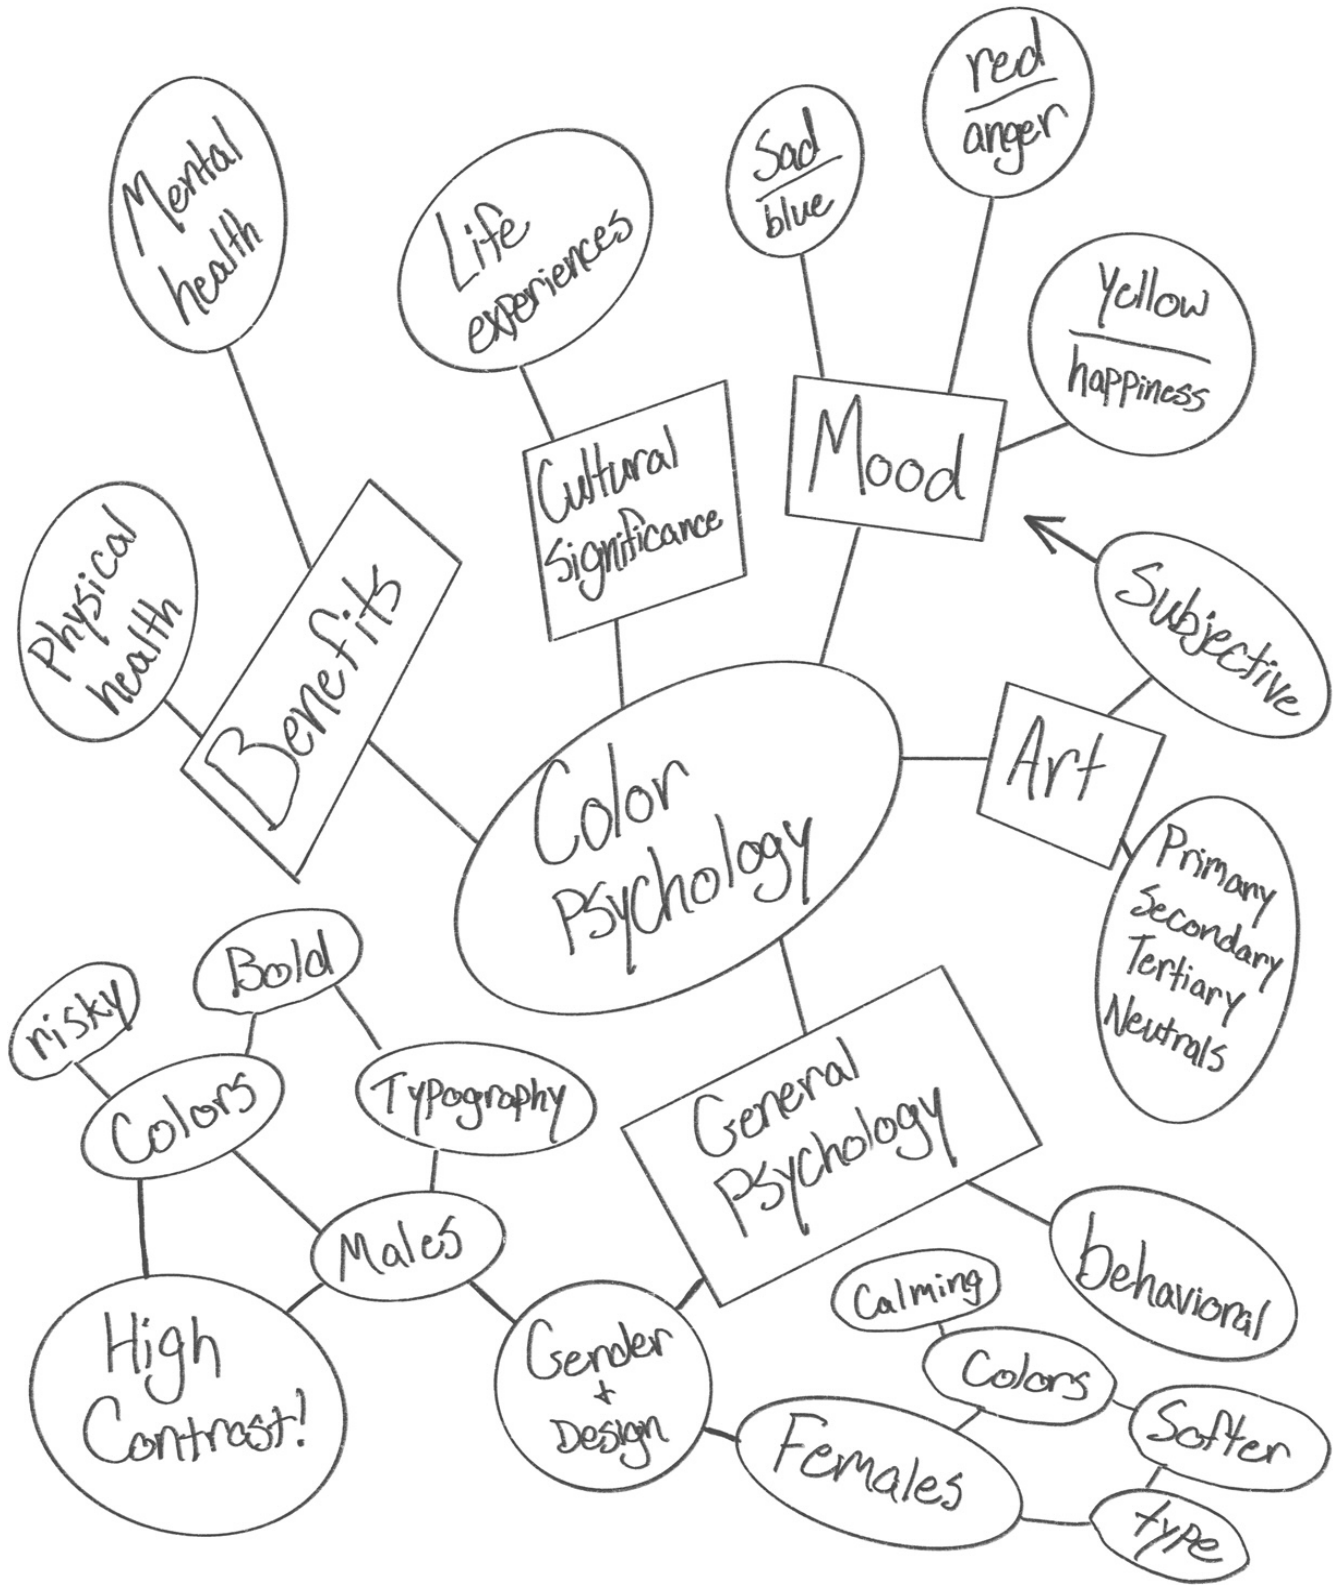 red
anger
Sad
blue
Mental
health
Life
experiences
Yellow
happiness
Mood
Cultural
Significance
Physical
health
Benefits
Subjective
Art
Color
Psychology
Primary
Secondary
Tertiary
Neutrals
Bold
risky
Colors
Typography
General
Psychology
Males
behavioral
High
Contrast!
Gender
+
Design
Calming
Colors
Softer
Females
type